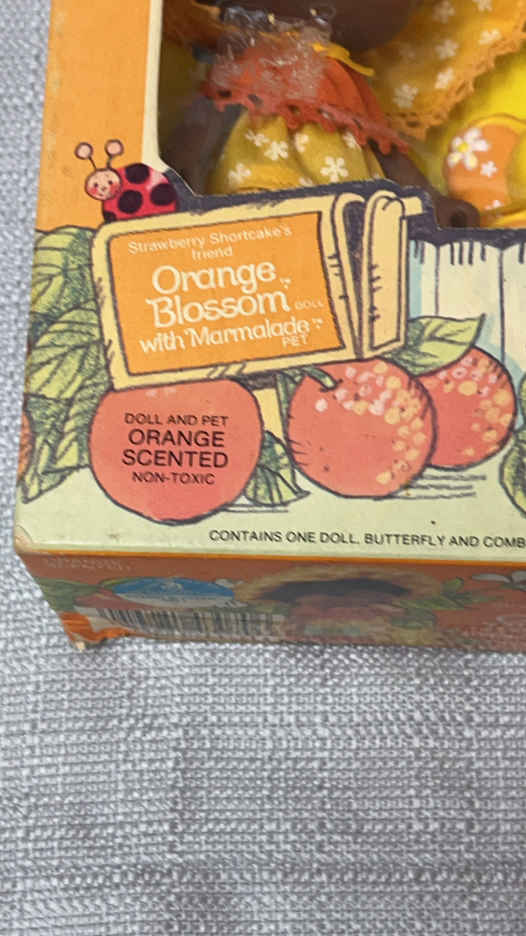 Strawberry Shortcake's
friend
Orange
Blossom DOLL
with Marmalade
PET
DOLL AND PET
ORANGE
SCENTED
NON-TOXIC
CONTAINS ONE DOLL, BUTTERFLY AND COMB